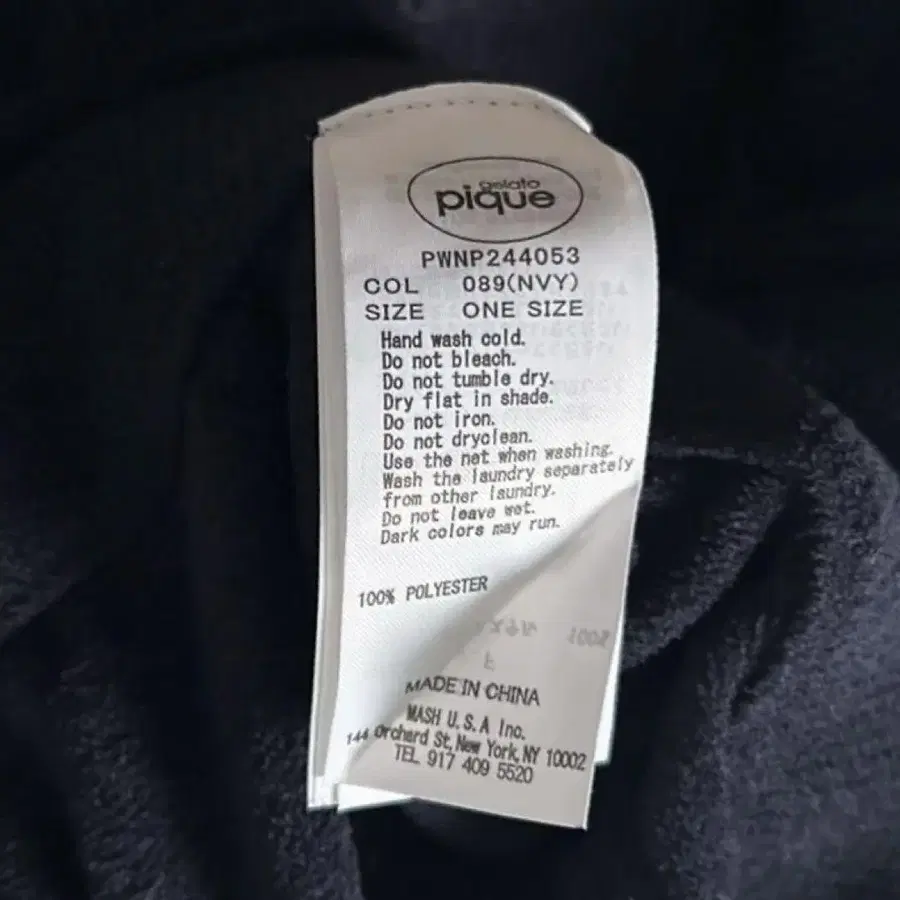 gelato
pique
PWNP244053
COL 089(NVY)
SIZE ONE SIZE
Hand wash cold.
Do not bleach.
Do not tumble dry.
Dry flat in shade.
Do not iron.
Do not dryclean.
Use the net when washing.
Wash the laundry separately
from other laundry.
Do not leave wet.
Dark colors may run.
100% POLYESTER
MADE IN CHINA
MASH U.S.A Inc.
144 Orchard St, New York, NY 10002
TEL 917 409 5520